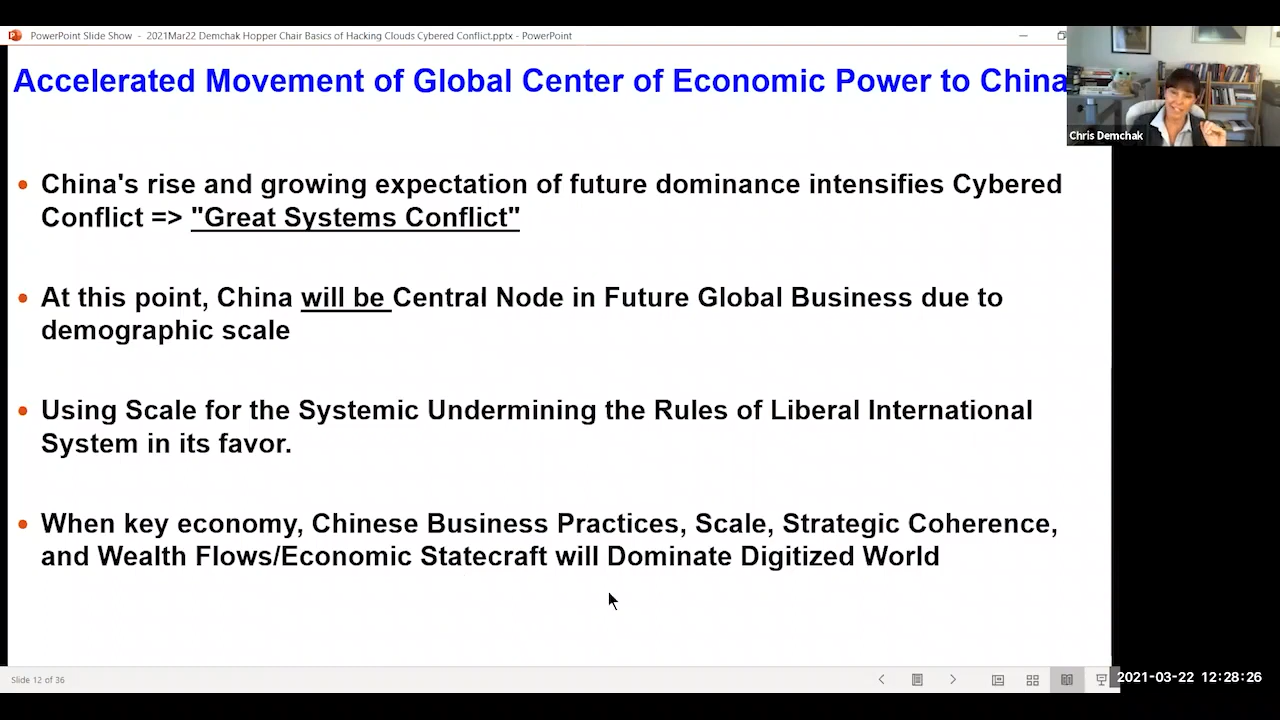 PowerPoint Slide Show - 2021Mar22 Demchak Hopper Chair Basics of Hacking Clouds Cybered Conflict.pptx - PowerPoint
Accelerated Movement of Global Center of Economic Power to China
Chris Demchak
• China's rise and growing expectation of future dominance intensifies Cybered
Conflict => "Great Systems Conflict"
• At this point, China will be Central Node in Future Global Business due to
demographic scale
• Using Scale for the Systemic Undermining the Rules of Liberal International
System in its favor.
• When key economy, Chinese Business Practices, Scale, Strategic Coherence,
and Wealth Flows/Economic Statecraft will Dominate Digitized World
Slide 12 of 36
2021-03-22 12:28:26